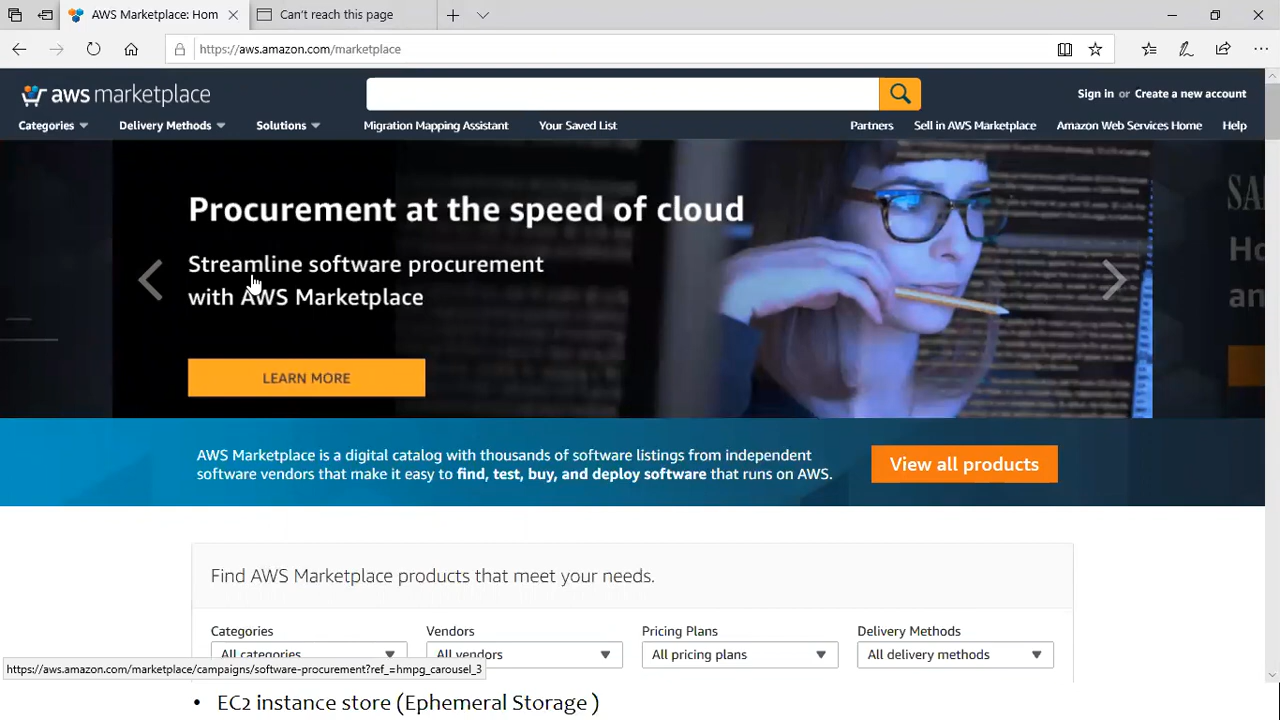 AWS Marketplace: Hom
Can't reach this page
https://aws.amazon.com/marketplace
aws marketplace
Sign in or Create a new account
Categories Delivery Methods Solutions Migration Mapping Assistant Your Saved List Partners Sell in AWS Marketplace Amazon Web Services Home Help
Procurement at the speed of cloud
Streamline software procurement
with AWS Marketplace
LEARN MORE
AWS Marketplace is a digital catalog with thousands of software listings from independent
software vendors that make it easy to find, test, buy, and deploy software that runs on AWS.
View all products
Find AWS Marketplace products that meet your needs.
Categories Vendors Pricing Plans Delivery Methods
All categories All vendors All pricing plans All delivery methods
https://aws.amazon.com/marketplace/campaigns/software-procurement?ref_=hmpg_carousel_3
• EC2 instance store (Ephemeral Storage )